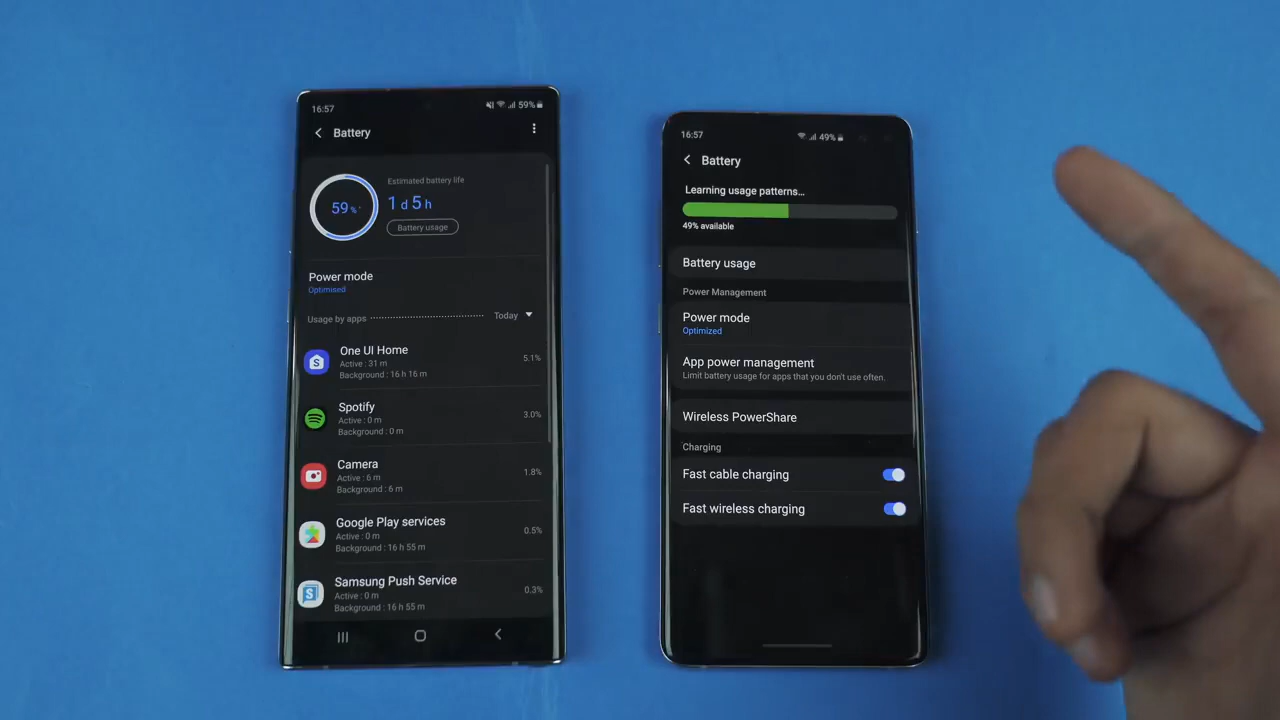 16:57
59%
Battery
59%
Estimated battery life
1 d 5 h
Battery usage
Power mode
Optimised
Usage by apps
Today
One UI Home
Active : 31 m
Background : 16 h 16 m
5.1%
Spotify
Active : 0 m
Background : 0 m
3.0%
Camera
Active : 6 m
Background : 6 m
1.8%
Google Play services
Active : 0 m
Background : 16 h 55 m
0.5%
Samsung Push Service
Active : 0 m
Background : 16 h 55 m
0.3%
16:57
49%
Battery
Learning usage patterns...
49% available
Battery usage
Power Management
Power mode
Optimized
App power management
Limit battery usage for apps that you don't use often.
Wireless PowerShare
Charging
Fast cable charging
Fast wireless charging